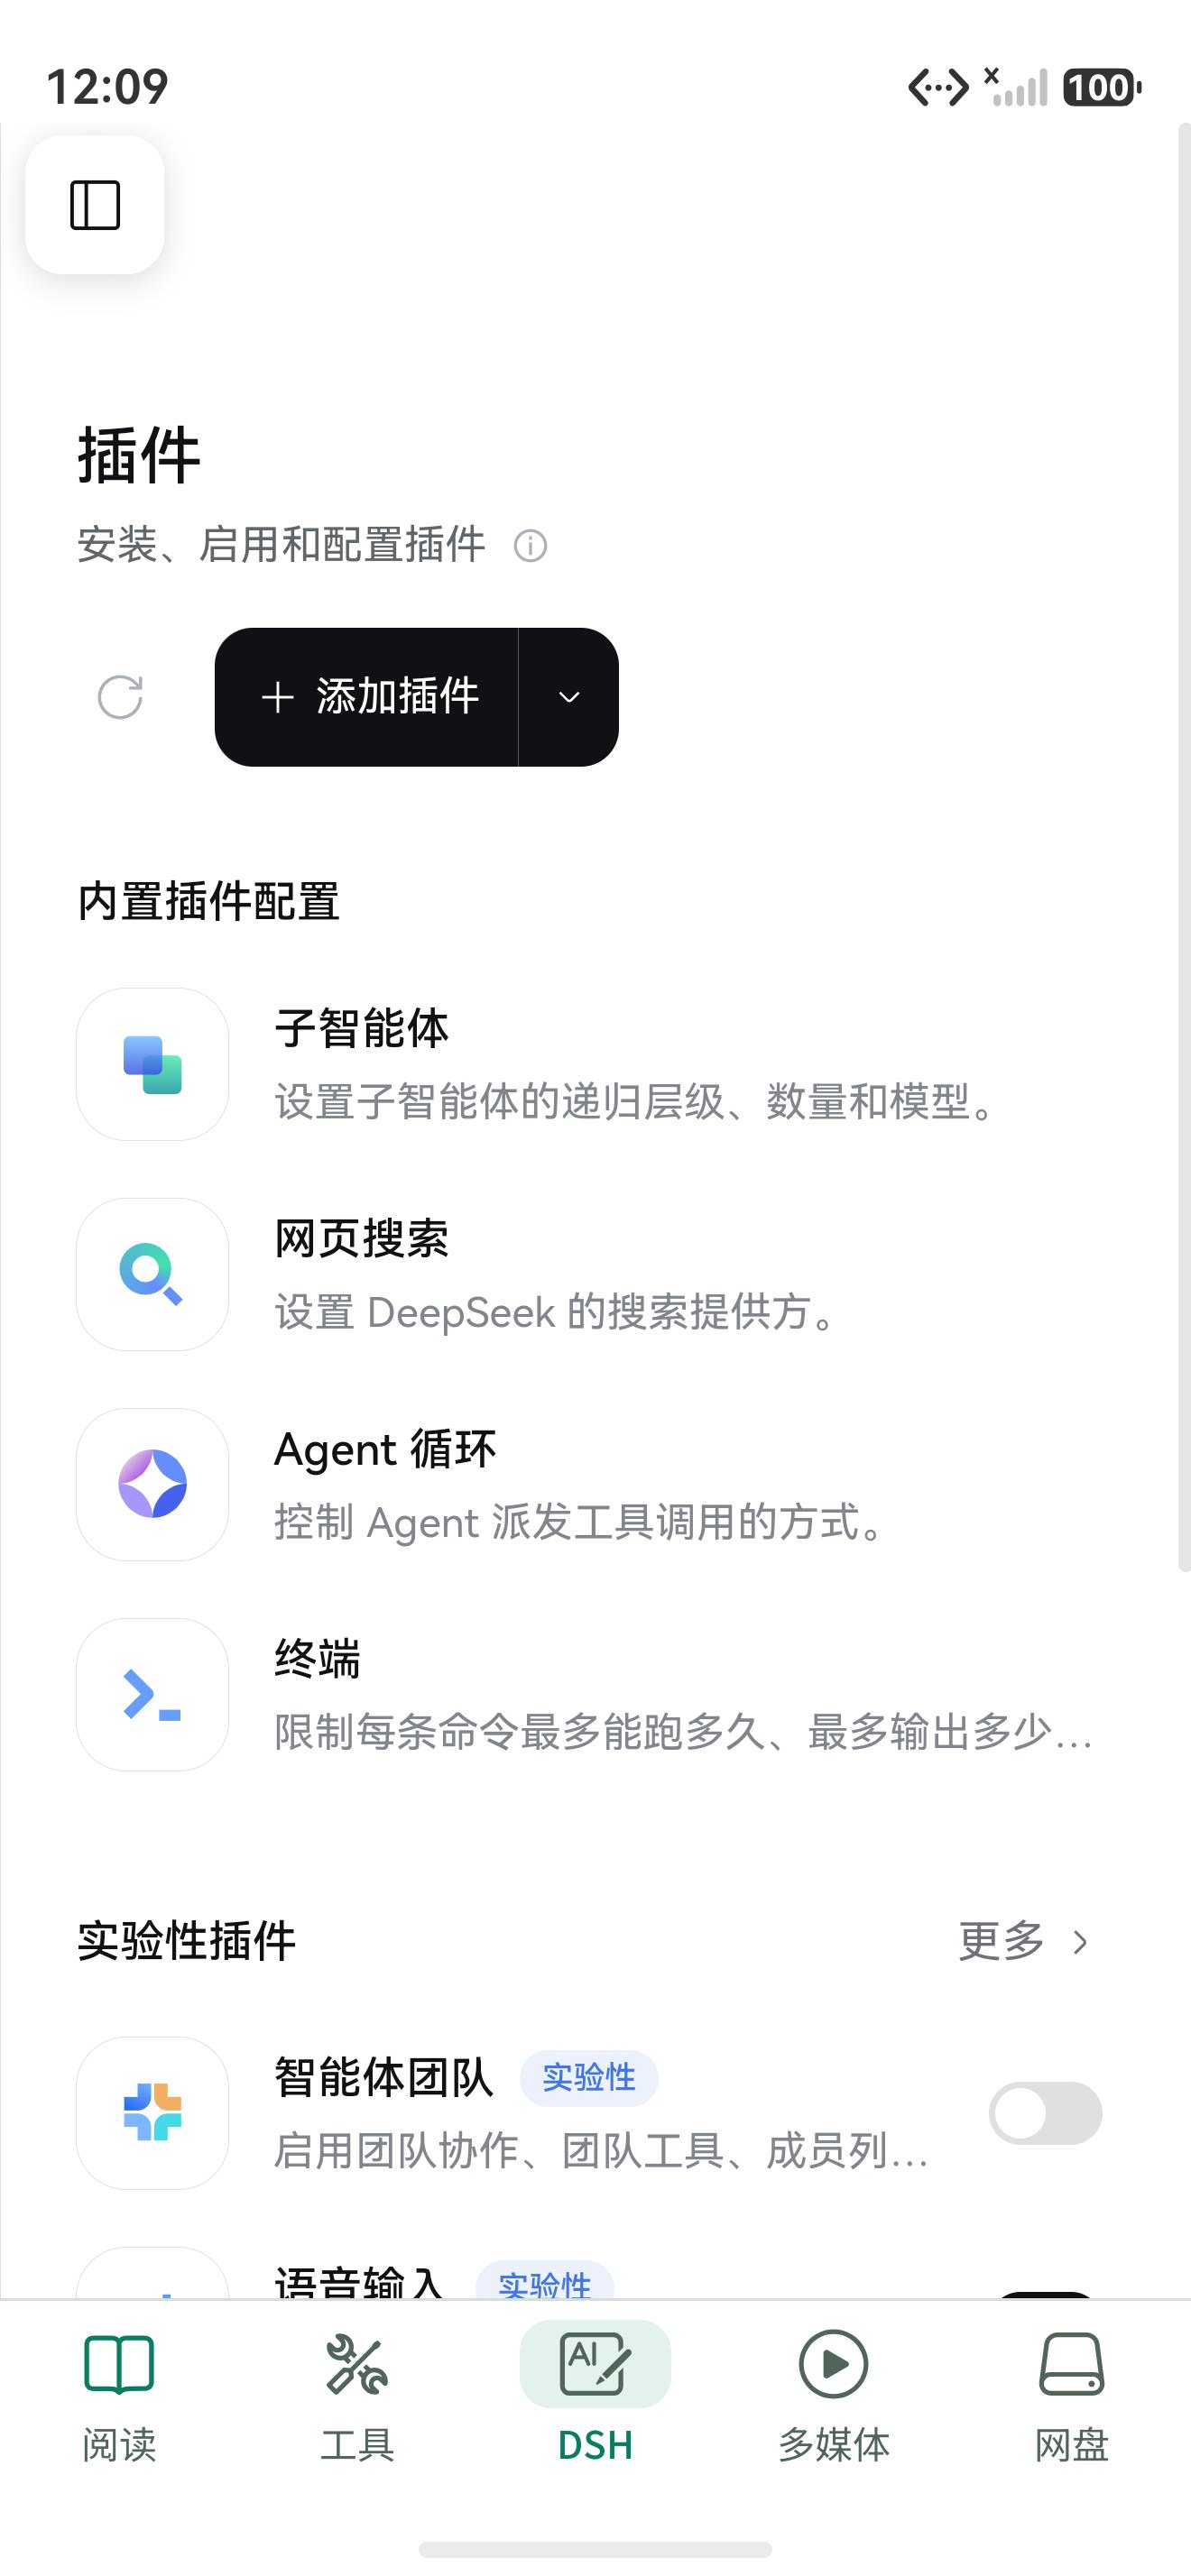 12:09
100
插件
安装、启用和配置插件
添加插件
内置插件配置
子智能体
设置子智能体的递归层级、数量和模型。
网页搜索
设置 DeepSeek 的搜索提供方。
Agent 循环
控制 Agent 派发工具调用的方式。
终端
限制每条命令最多能跑多久、最多输出多少...
实验性插件
更多
智能体团队 实验性
启用团队协作、团队工具、成员列...
语音输入 实验性
AI
阅读 工具 DSH 多媒体 网盘